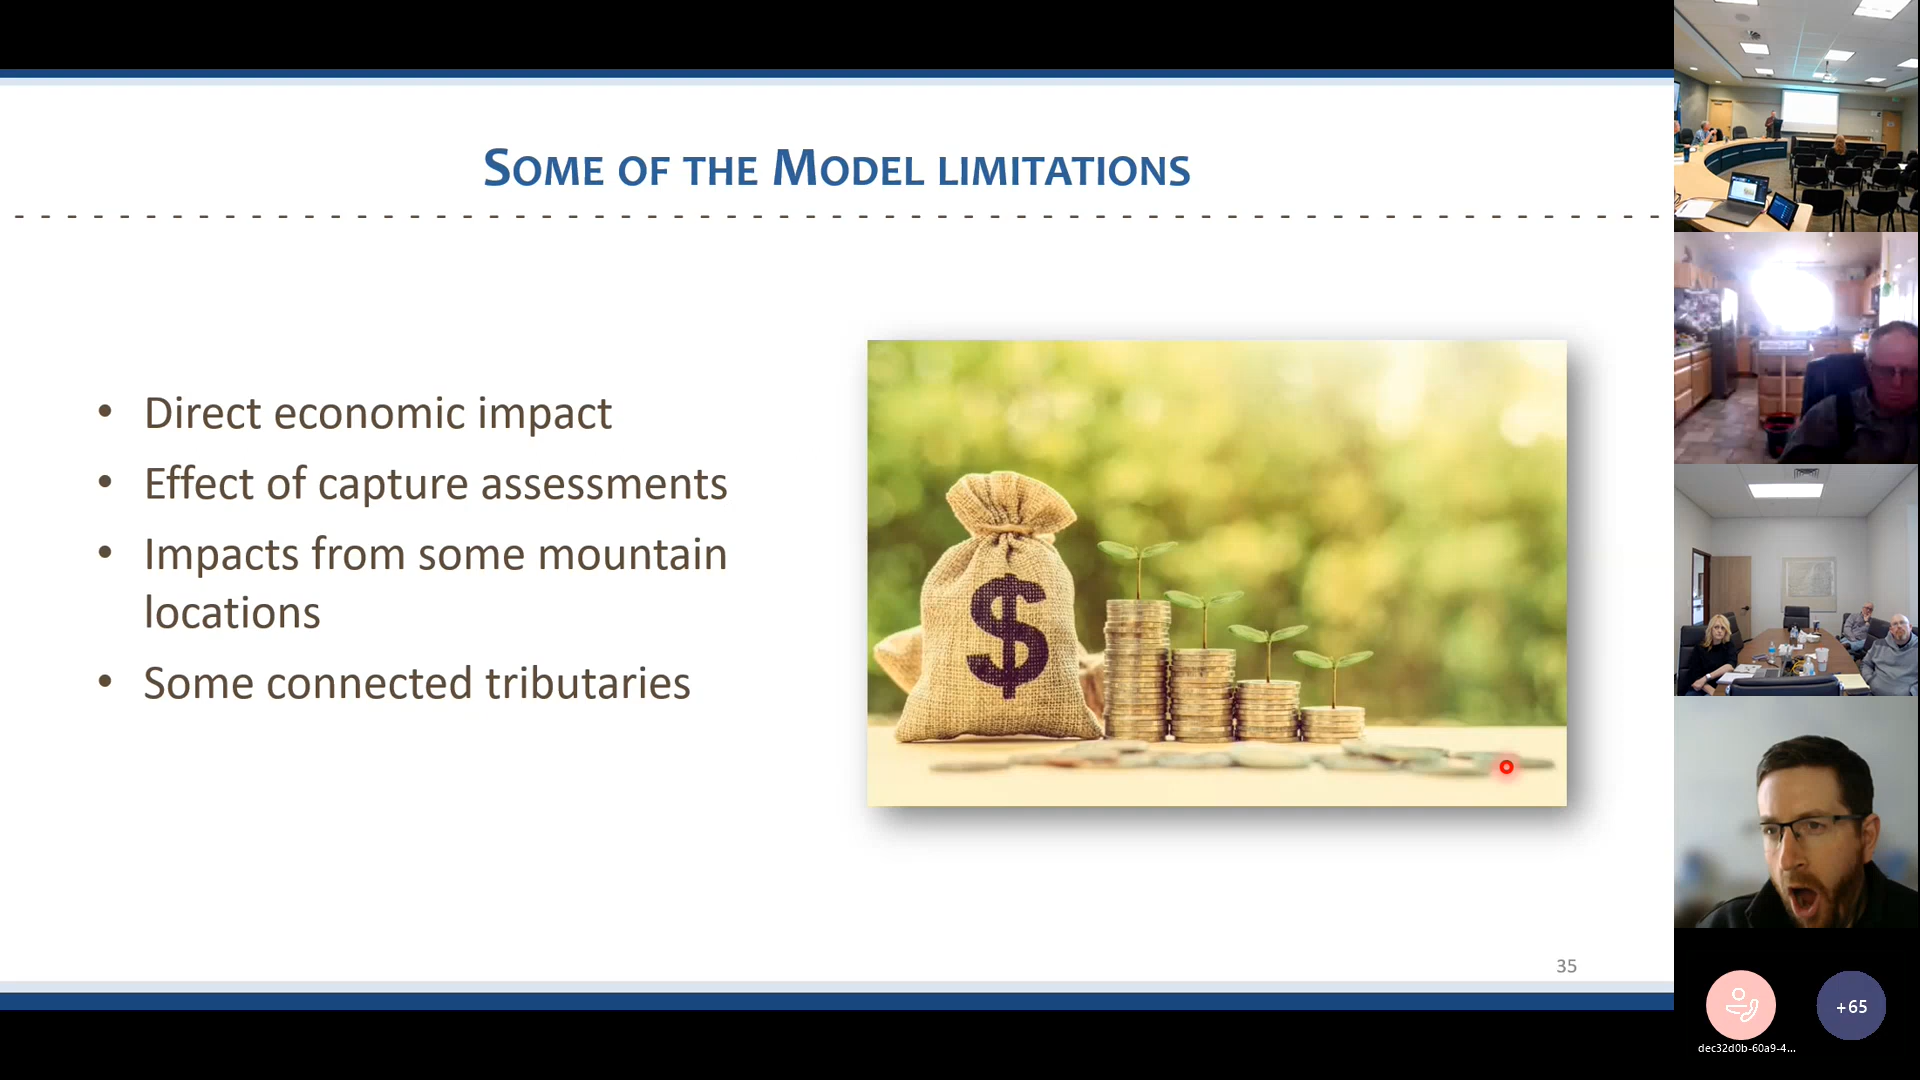 SOME OF THE MODEL LIMITATIONS
• Direct economic impact
• Effect of capture assessments
• Impacts from some mountain
locations
• Some connected tributaries
$
35
+65
dec32d0b-60a9-4...